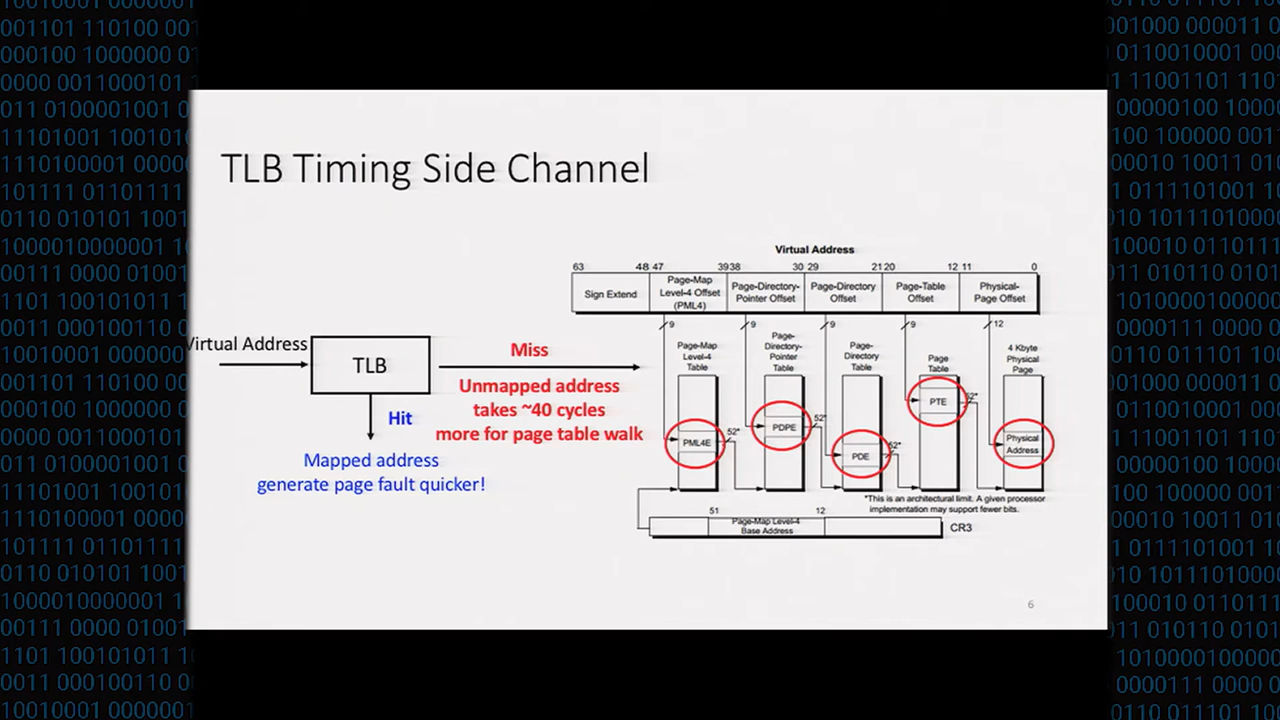 TLB Timing Side Channel
Virtual Address
63 48 47 39 38 30 29 21 20 12 11 0
Sign Extend
Page-Map
Level-4 Offset
(PML4)
Page-Directory-
Pointer Offset
Page-Directory
Offset
Page-Table
Offset
Physical-
Page Offset
9 9 9 9 12
Page-Map
Level-4
Table
Page-
Directory-
Pointer
Table
Page-
Directory
Table
Page
Table
4 Kbyte
Physical
Page
Virtual Address
TLB
Miss
Unmapped address
takes ~40 cycles
more for page table walk
Hit
Mapped address
generate page fault quicker!
PTE
52*
PDPE
52*
PML4E
52*
PDE
52*
Physical
Address
*This is an architectural limit. A given processor
implementation may support fewer bits.
51 12
Page-Map Level-4
Base Address
CR3
6